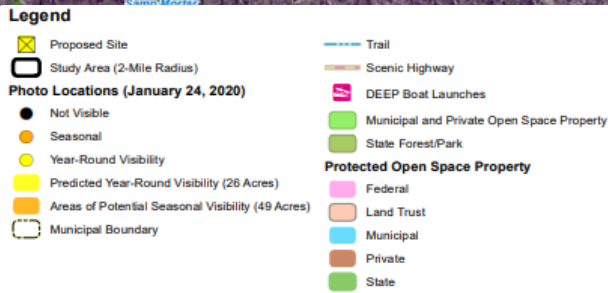 Samp Mortar
Legend
Proposed Site
Study Area (2-Mile Radius)
Photo Locations (January 24, 2020)
Not Visible
Seasonal
Year-Round Visibility
Predicted Year-Round Visibility (26 Acres)
Areas of Potential Seasonal Visibility (49 Acres)
Municipal Boundary
Trail
Scenic Highway
DEEP Boat Launches
Municipal and Private Open Space Property
State Forest/Park
Protected Open Space Property
Federal
Land Trust
Municipal
Private
State